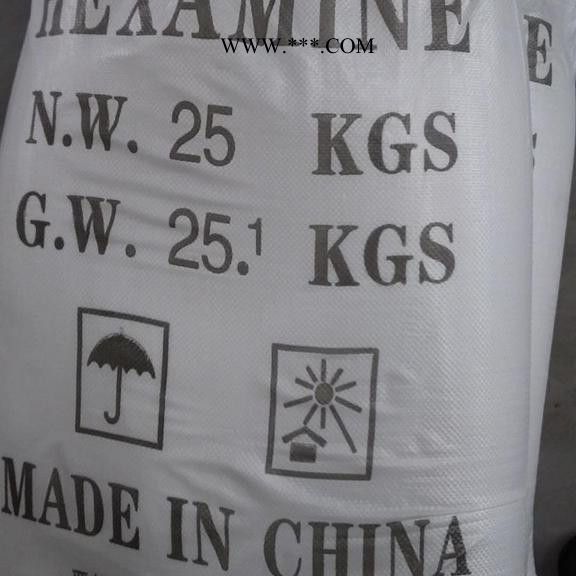 HEXAMINE
WWW.***.COM
N.W. 25 KGS
G.W. 25.1 KGS
MADE IN CHINA
E